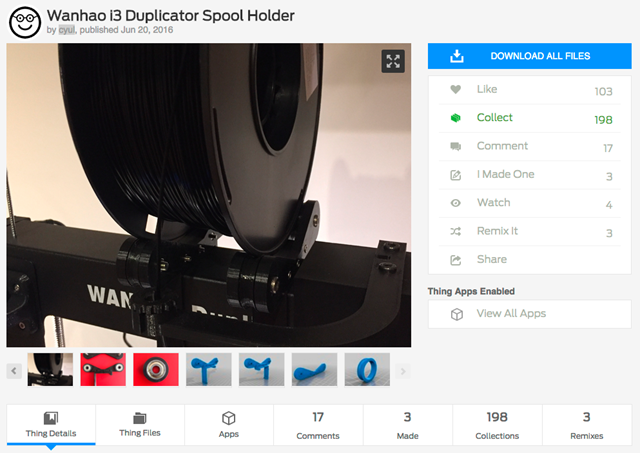 Wanhao i3 Duplicator Spool Holder
by cyul, published Jun 20, 2016
DOWNLOAD ALL FILES
Like 103
Collect 198
Comment 17
I Made One 3
Watch 4
Remix It 3
Share
Thing Apps Enabled
View All Apps
WAN
Thing Details
Thing Files
Apps
17
Comments
3
Made
198
Collections
3
Remixes